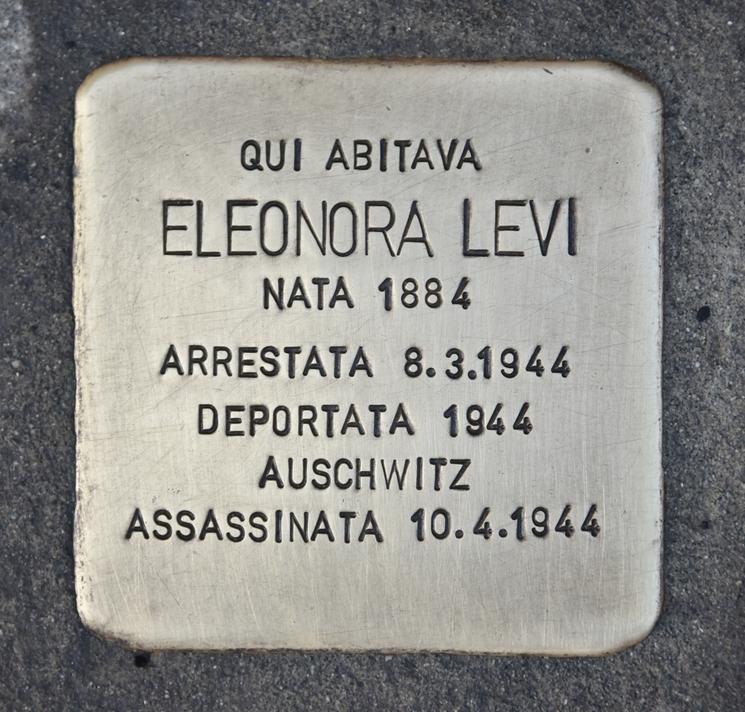 QUI ABITAVA
ELEONORA LEVI
NATA 1884
ARRESTATA 8.3.1944
DEPORTATA 1944
AUSCHWITZ
ASSASSINATA 10.4.1944